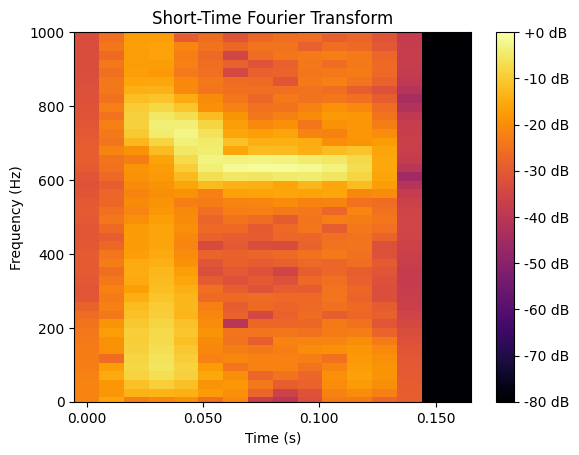 Short-Time Fourier Transform
Frequency (Hz)
1000
800
600
400
200
0
0.000
0.050
0.100
0.150
Time (s)
+0 dB
-10 dB
-20 dB
-30 dB
-40 dB
-50 dB
-60 dB
-70 dB
-80 dB